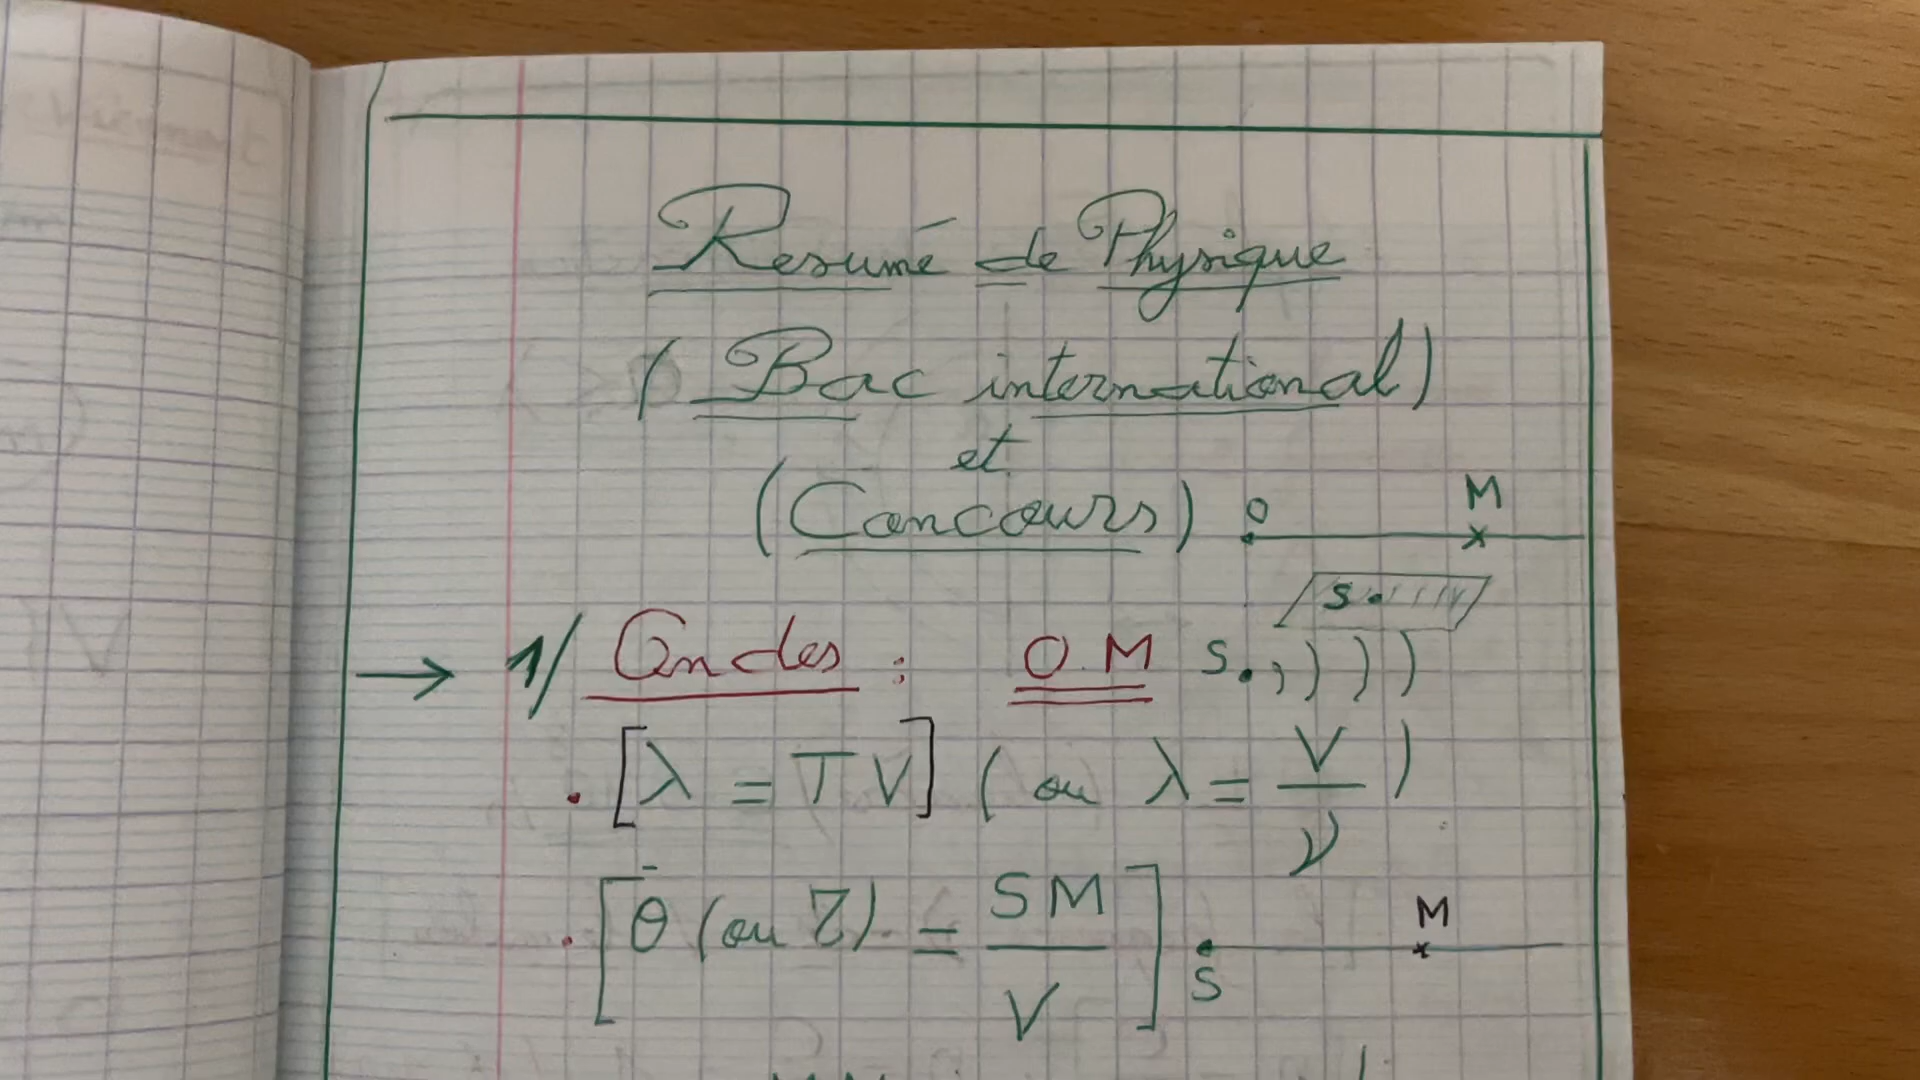 Resumé de Physique
( Bac international )
et
( Concours )
O M
S
1/ Ondes : O.M S
. [ λ = T V ] ( ou λ = V / ν )
. [ θ ( ou τ ) = SM / V ]
S M